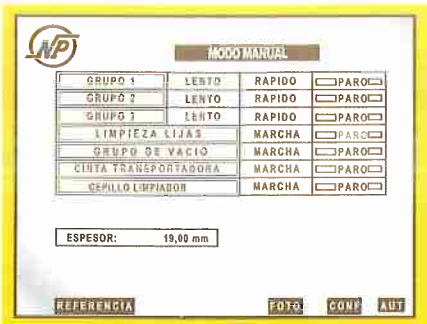 NP
MODO MANUAL
GRUPO 1 LENTO RAPIDO PARO
GRUPO 2 LENTO RAPIDO PARO
GRUPO 3 LENTO RAPIDO PARO
LIMPIEZA LIJAS MARCHA PARO
GRUPO DE VACIO MARCHA PARO
CINTA TRANSPORTADORA MARCHA PARO
CEPILLO LIMPIADOR MARCHA PARO
ESPESOR: 19,00 mm
REFERENCIA FOTO CONF AUT